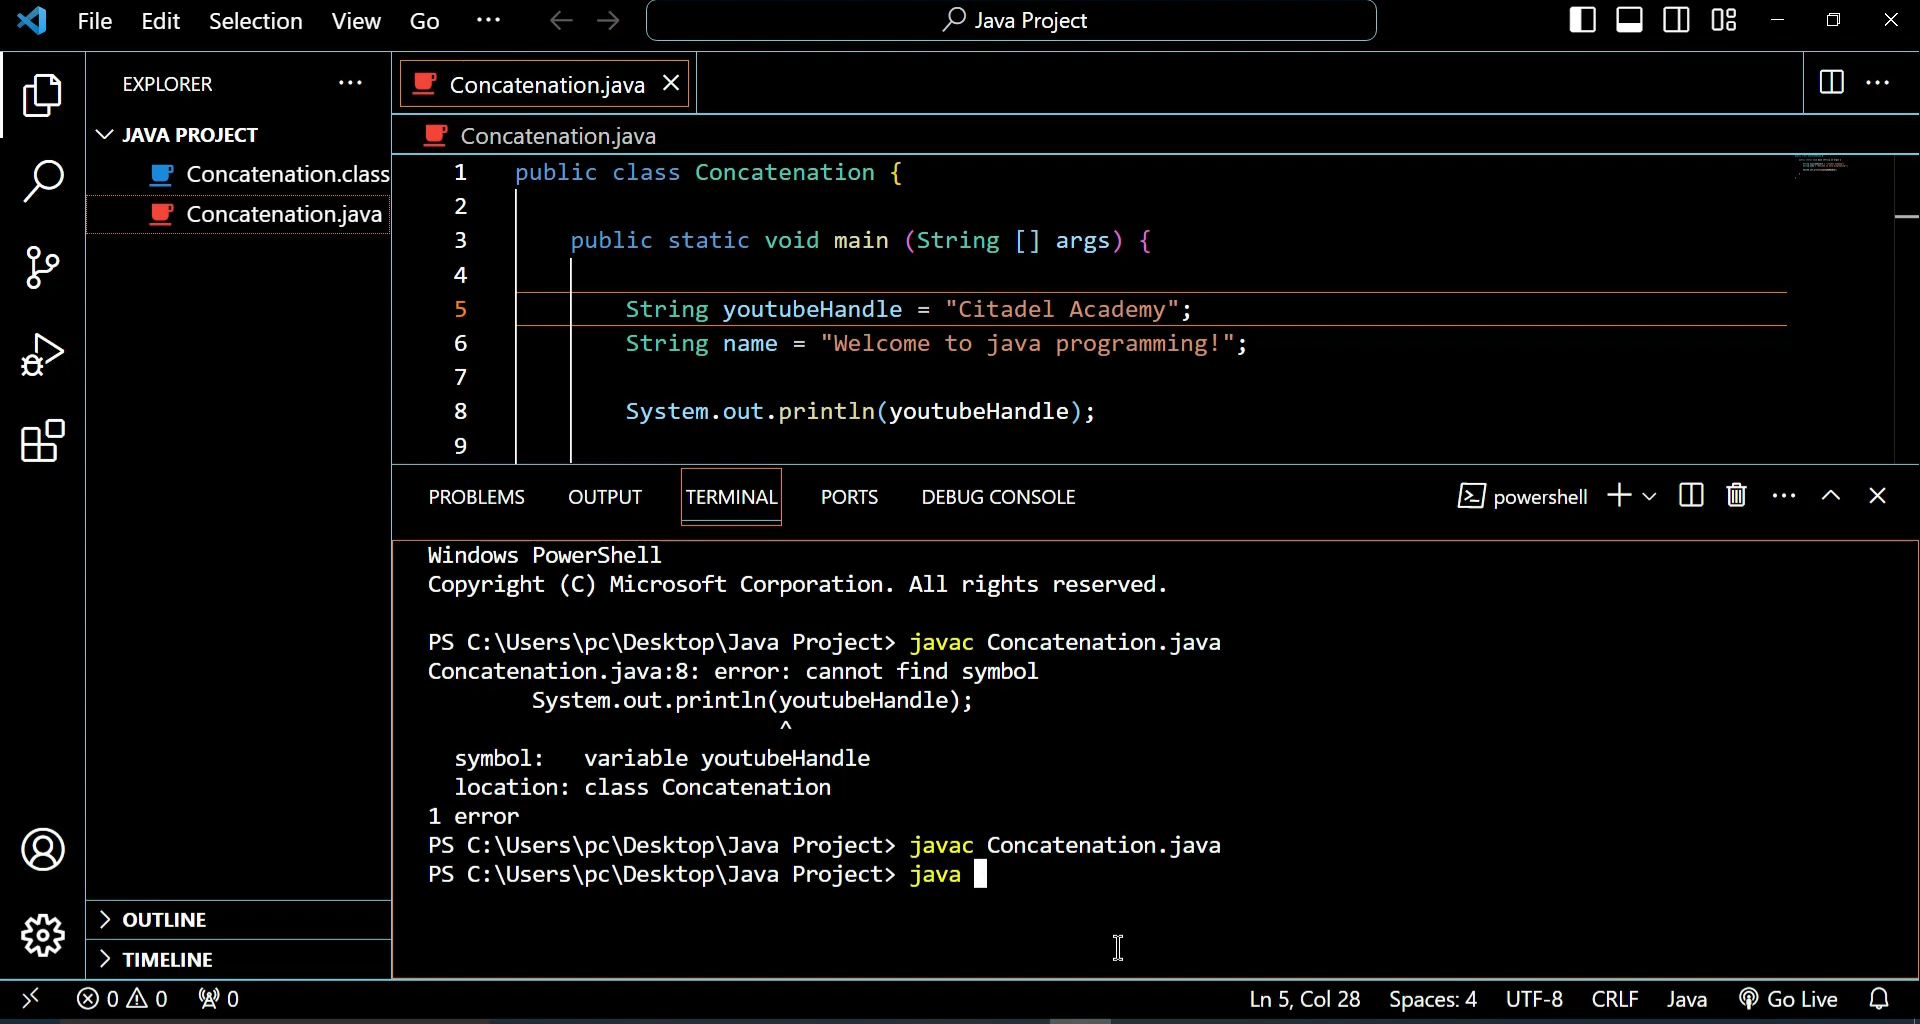 File Edit Selection View Go ··· Java Project
EXPLORER ···
JAVA PROJECT
Concatenation.class
Concatenation.java
OUTLINE
TIMELINE
Concatenation.java
Concatenation.java
1 public class Concatenation {
2
3 public static void main (String [] args) {
4
5 String youtubeHandle = "Citadel Academy";
6 String name = "Welcome to java programming!";
7
8 System.out.println(youtubeHandle);
9
PROBLEMS OUTPUT TERMINAL PORTS DEBUG CONSOLE powershell
Windows PowerShell
Copyright (C) Microsoft Corporation. All rights reserved.
PS C:\Users\pc\Desktop\Java Project> javac Concatenation.java
Concatenation.java:8: error: cannot find symbol
System.out.println(youtubeHandle);
^
symbol: variable youtubeHandle
location: class Concatenation
1 error
PS C:\Users\pc\Desktop\Java Project> javac Concatenation.java
PS C:\Users\pc\Desktop\Java Project> java
0 0 0 Ln 5, Col 28 Spaces: 4 UTF-8 CRLF Java Go Live